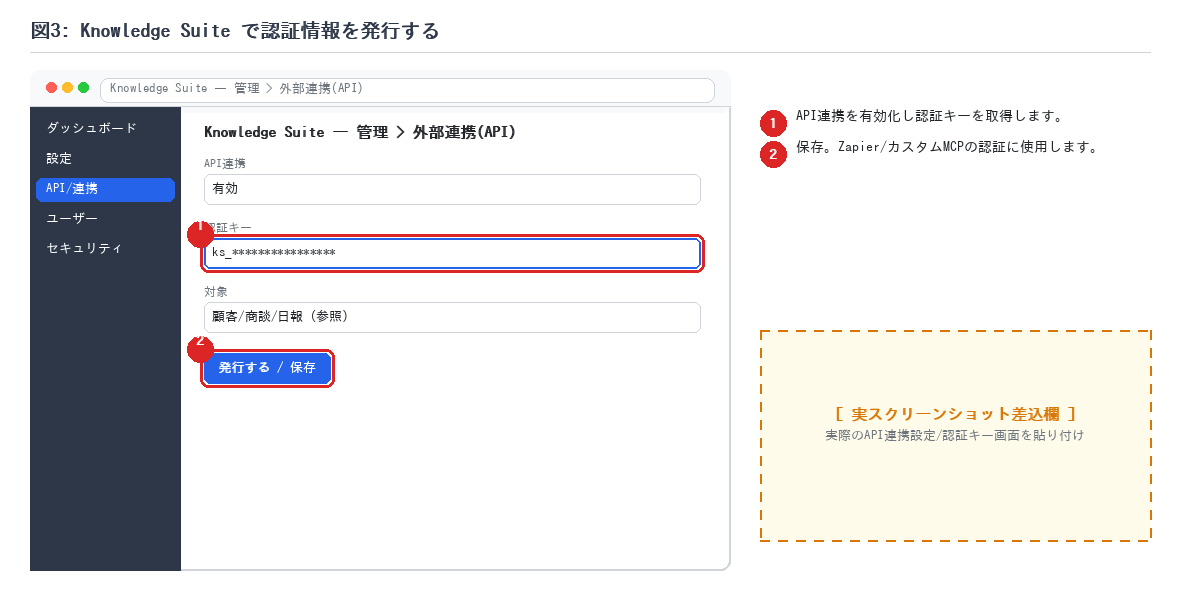 図3: Knowledge Suite で認証情報を発行する
Knowledge Suite — 管理 > 外部連携(API)
ダッシュボード
設定
API/連携
ユーザー
セキュリティ
Knowledge Suite — 管理 > 外部連携(API)
API連携
有効
1
認証キー
ks_****************
対象
顧客/商談/日報 (参照)
2
発行する / 保存
1 API連携を有効化し認証キーを取得します。
2 保存。Zapier/カスタムMCPの認証に使用します。
[ 実スクリーンショット差込欄 ]
実際のAPI連携設定/認証キー画面を貼り付け